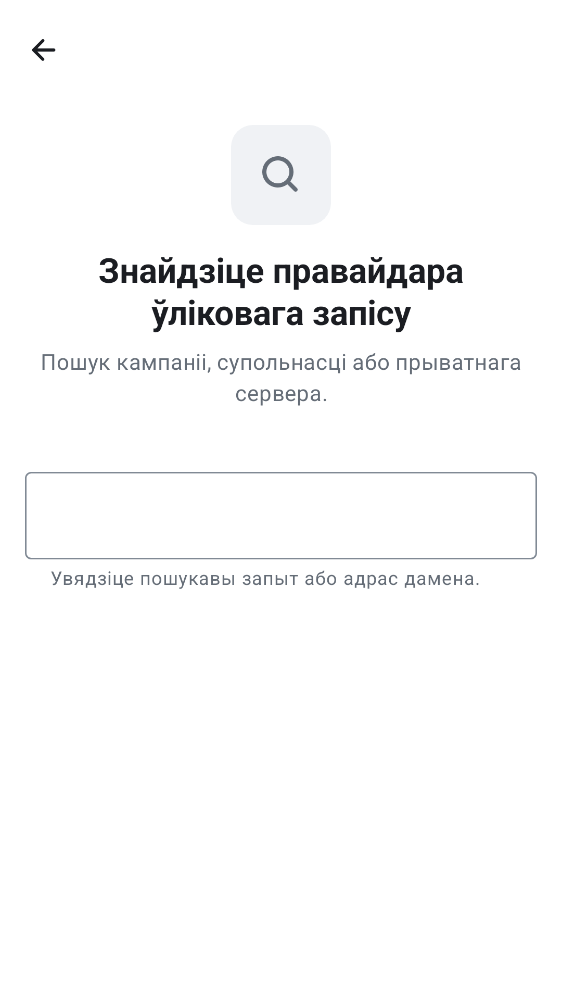 Знайдзіце правайдара
ўліковага запісу
Пошук кампаніі, супольнасці або прыватнага
сервера.
Увядзіце пошукавы запыт або адрас дамена.